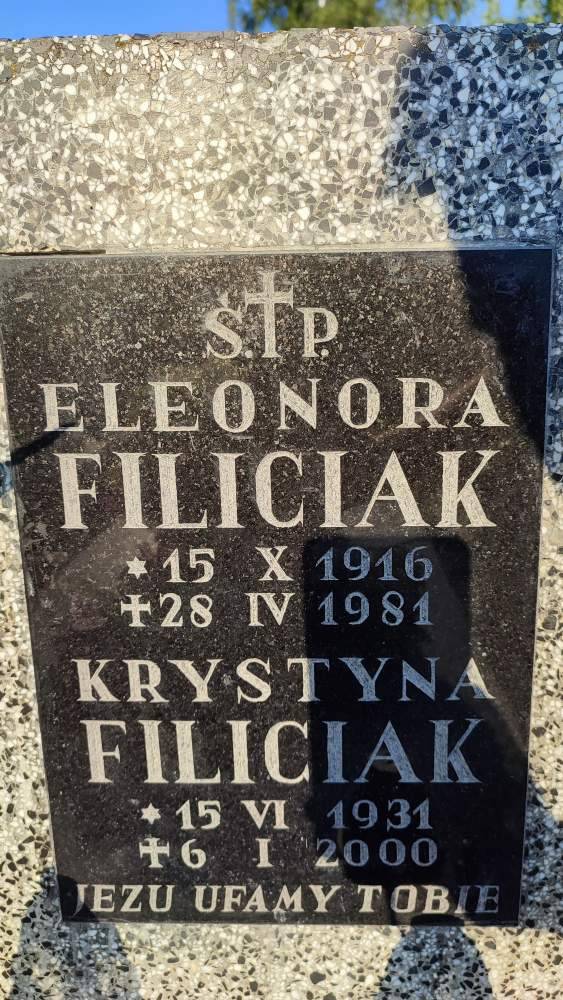 Ś.†P.
ELEONORA
FILICIAK
* 15 X 1916
† 28 IV 1981
KRYSTYNA
FILICIAK
* 15 VI 1931
† 6 I 2000
JEZU UFAMY TOBIE